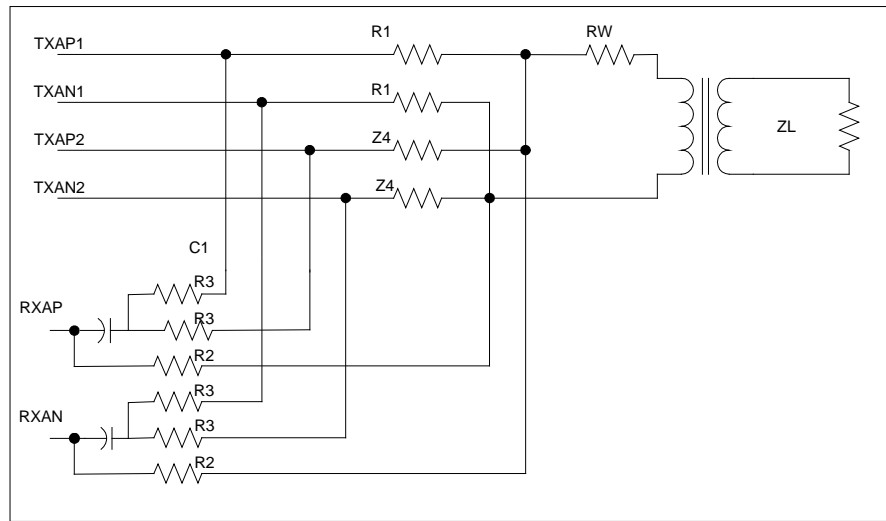 R1
RW
TXAP1
TXAN1
R1
ZL
TXAP2
Z4
TXAN2
Z4
C1
R3
RXAP
R3
R2
R3
RXAN
R3
R2